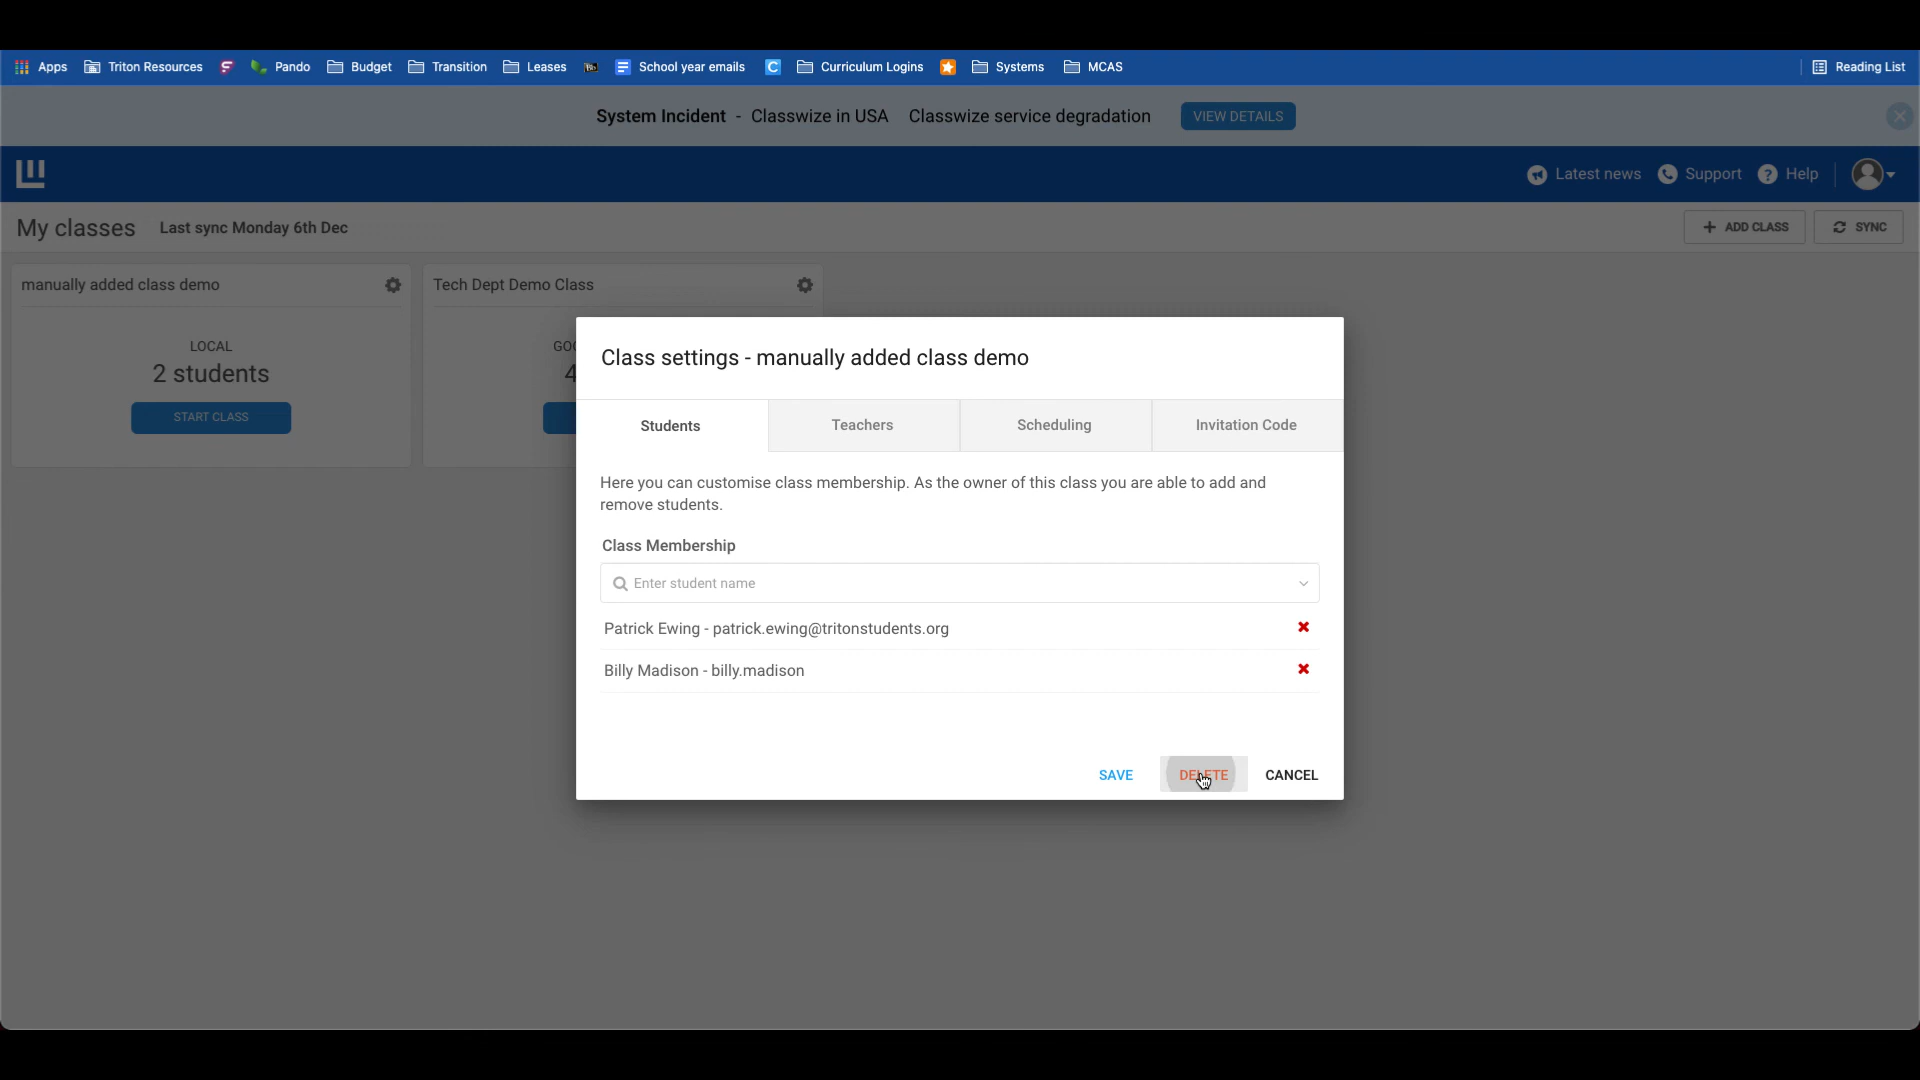 Apps Triton Resources Pando Budget Transition Leases School year emails C Curriculum Logins Systems MCAS Reading List
System Incident - Classwize in USA Classwize service degradation VIEW DETAILS
Latest news Support ? Help
My classes Last sync Monday 6th Dec + ADD CLASS SYNC
manually added class demo Tech Dept Demo Class
Class settings - manually added class demo
LOCAL GOO
2 students 4
START CLASS
Students Teachers Scheduling Invitation Code
Here you can customise class membership. As the owner of this class you are able to add and
remove students.
Class Membership
Enter student name
Patrick Ewing - patrick.ewing@tritonstudents.org
Billy Madison - billy.madison
SAVE DELETE CANCEL